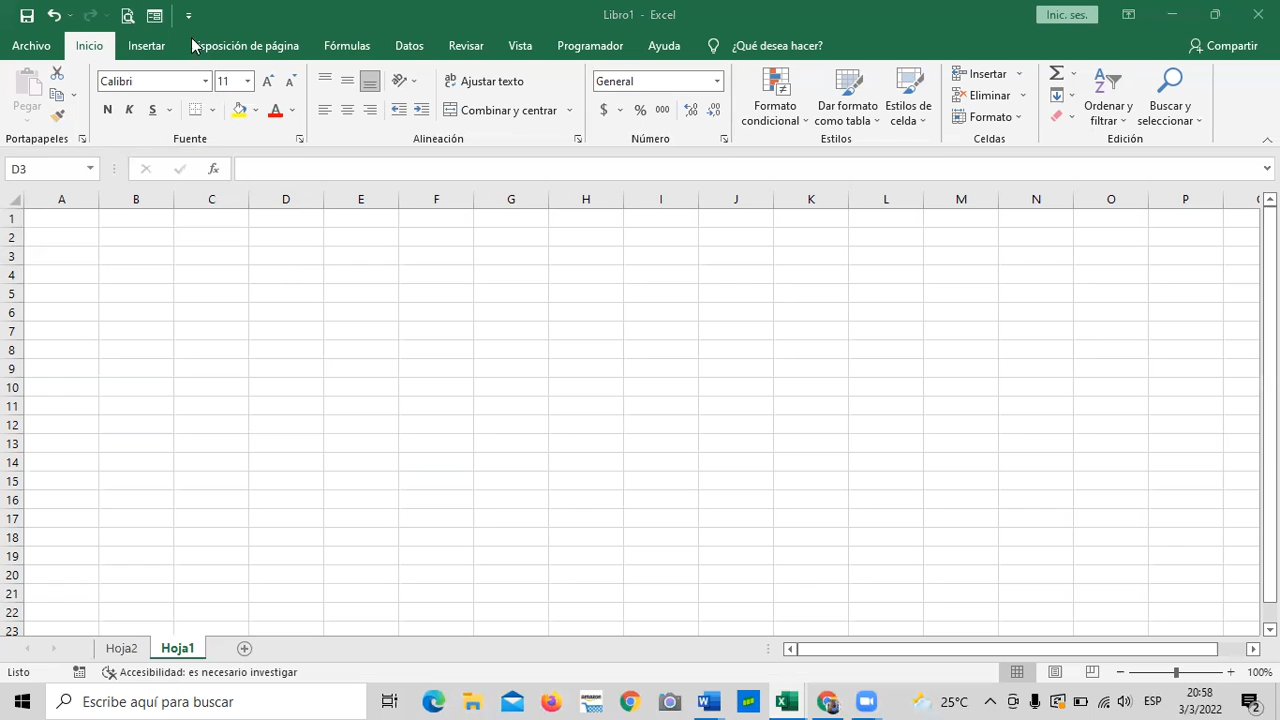 Libro1 - Excel
Inic. ses.
Archivo
Inicio
Insertar
Disposición de página
Fórmulas
Datos
Revisar
Vista
Programador
Ayuda
¿Qué desea hacer?
Compartir
Pegar
Portapapeles
Calibri
11
N K S
Fuente
Ajustar texto
Combinar y centrar
Alineación
General
$ % 000
Número
Formato condicional
Dar formato como tabla
Estilos de celda
Estilos
Insertar
Eliminar
Formato
Celdas
Ordenar y filtrar
Buscar y seleccionar
Edición
D3
fx
A B C D E F G H I J K L M N O P
1
2
3
4
5
6
7
8
9
10
11
12
13
14
15
16
17
18
19
20
21
22
23
Hoja2
Hoja1
Listo
Accesibilidad: es necesario investigar
100%
Escribe aquí para buscar
amazon
25°C
ESP
20:58
3/3/2022
2